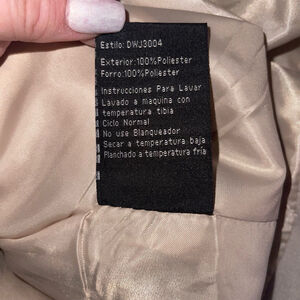 Estilo: DWJ3004
Exterior:100%Poliester
Forro:100%Poliester
Instrucciones Para Lavar
Lavado a maquina con
temperatura tibia
Ciclo Normal
No use Blanqueador
Secar a temperatura baja
Planchado a temperatura fría